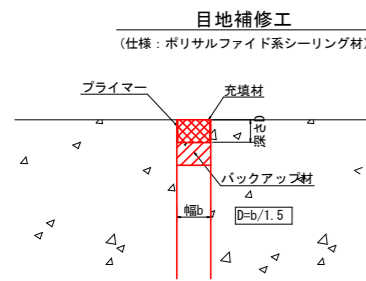 目地補修工
(仕様：ポリサルファイド系シーリング材)
プライマー
充填材
深さD
バックアップ材
幅b
D=b/1.5